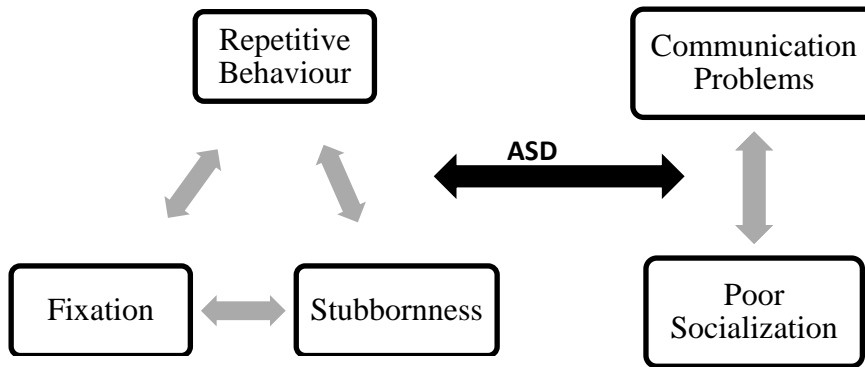 Repetitive
Behaviour
Communication
Problems
ASD
Fixation
Stubbornness
Poor
Socialization